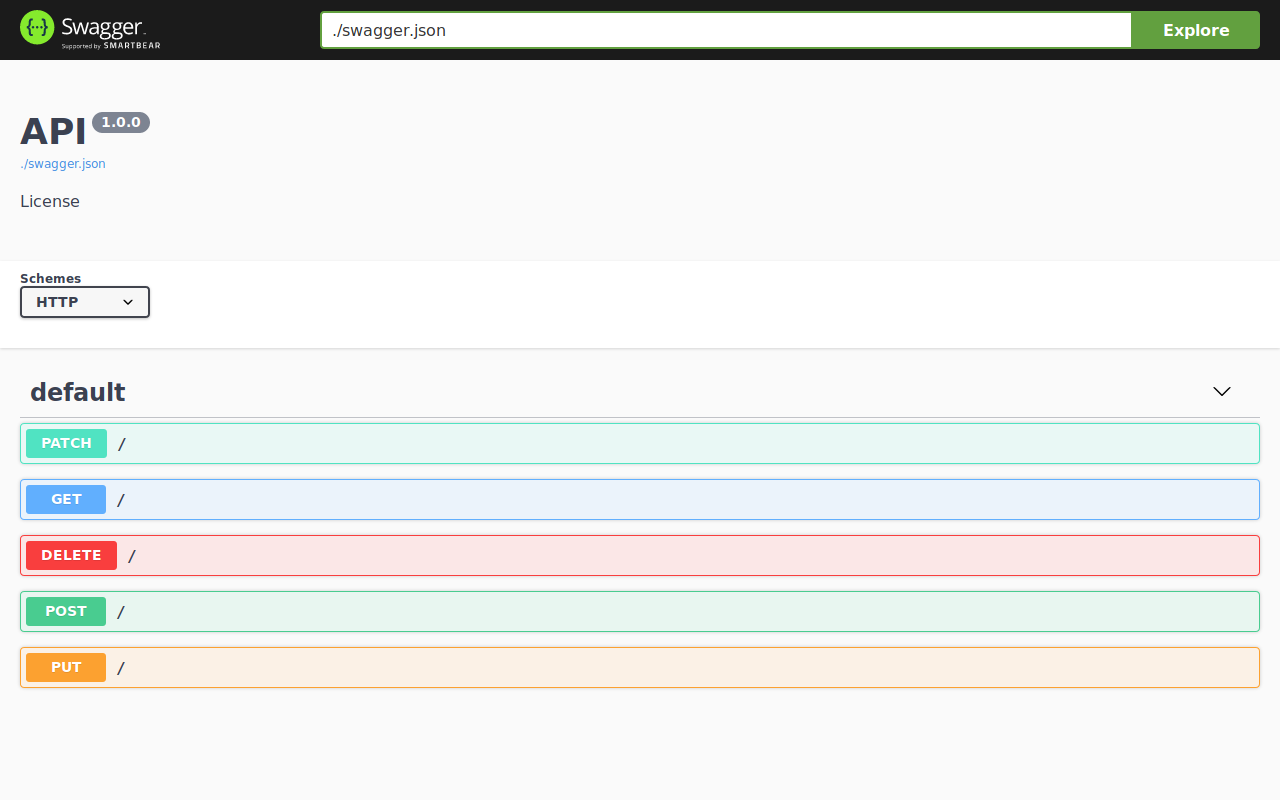 Swagger
Supported by SMARTBEAR
./swagger.json
Explore
API 1.0.0
./swagger.json
License
Schemes
HTTP
default
PATCH /
GET /
DELETE /
POST /
PUT /